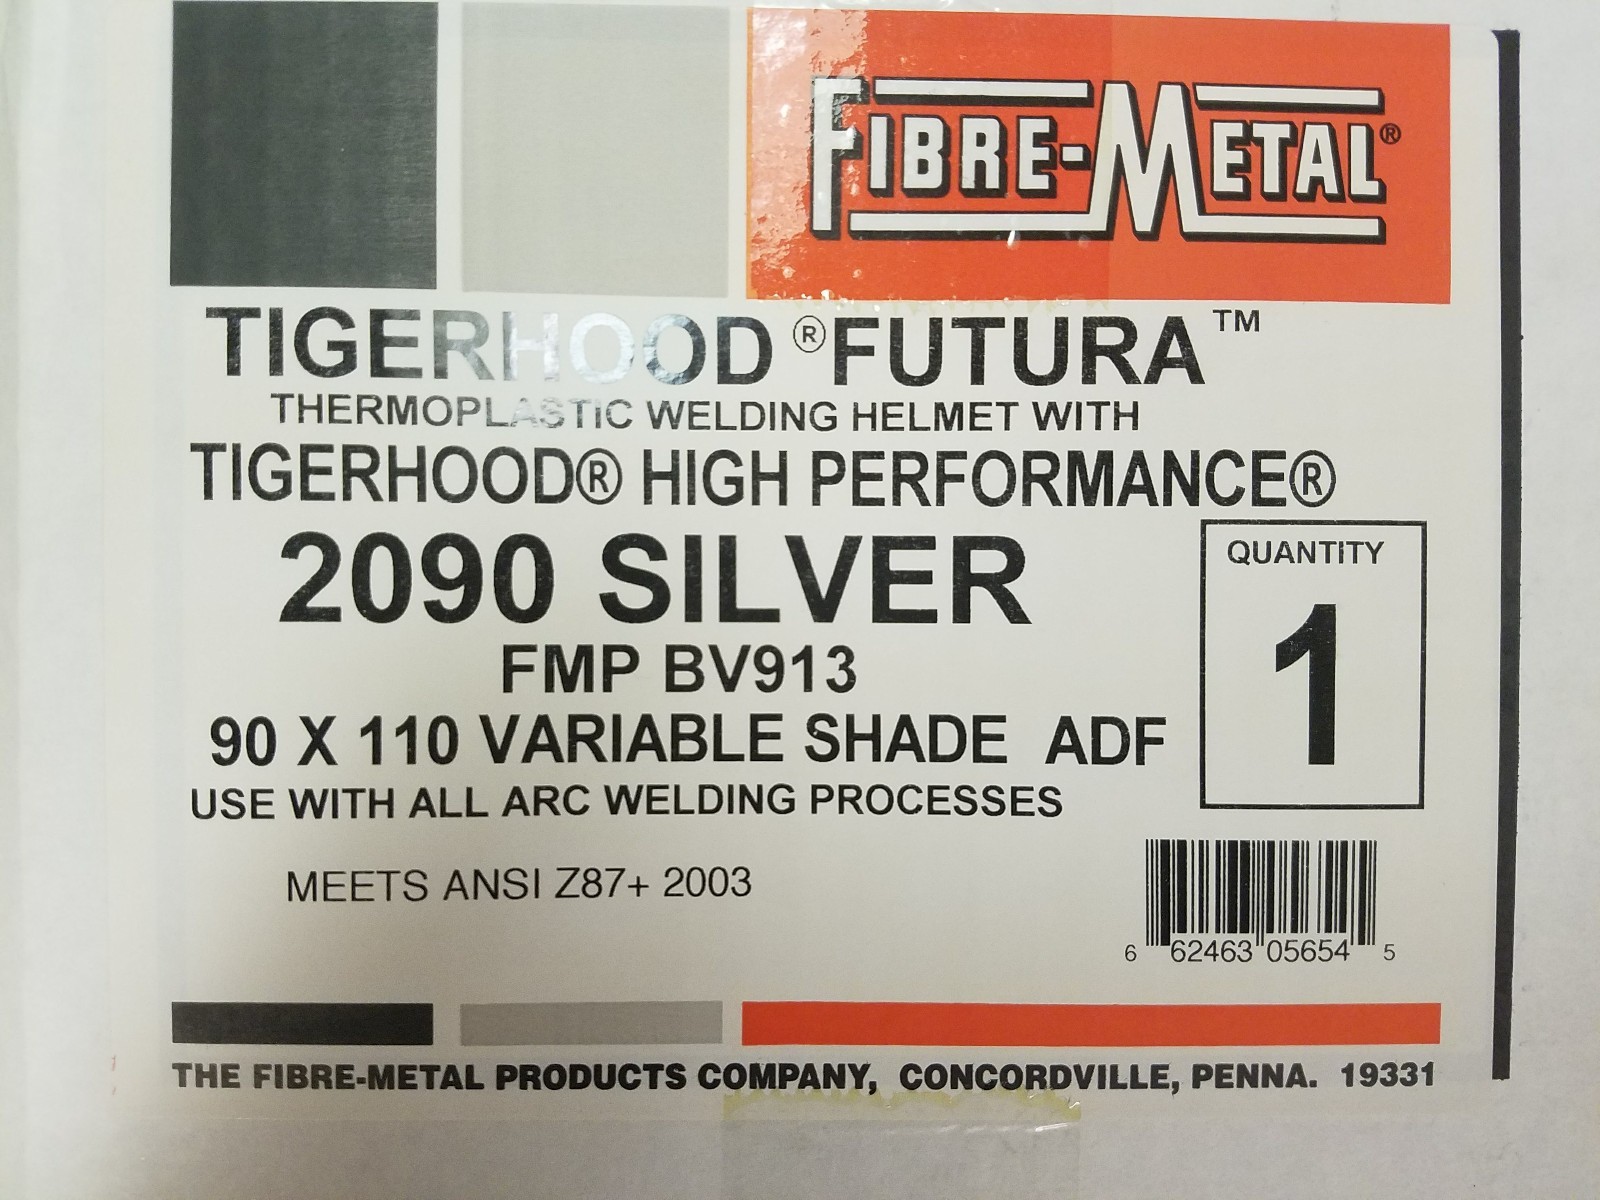 FIBRE-METAL®
TIGERHOOD ® FUTURA™
THERMOPLASTIC WELDING HELMET WITH
TIGERHOOD® HIGH PERFORMANCE®
2090 SILVER
FMP BV913
90 X 110 VARIABLE SHADE ADF
USE WITH ALL ARC WELDING PROCESSES
QUANTITY
1
MEETS ANSI Z87+ 2003
6 62463 05654 5
THE FIBRE-METAL PRODUCTS COMPANY, CONCORDVILLE, PENNA. 19331